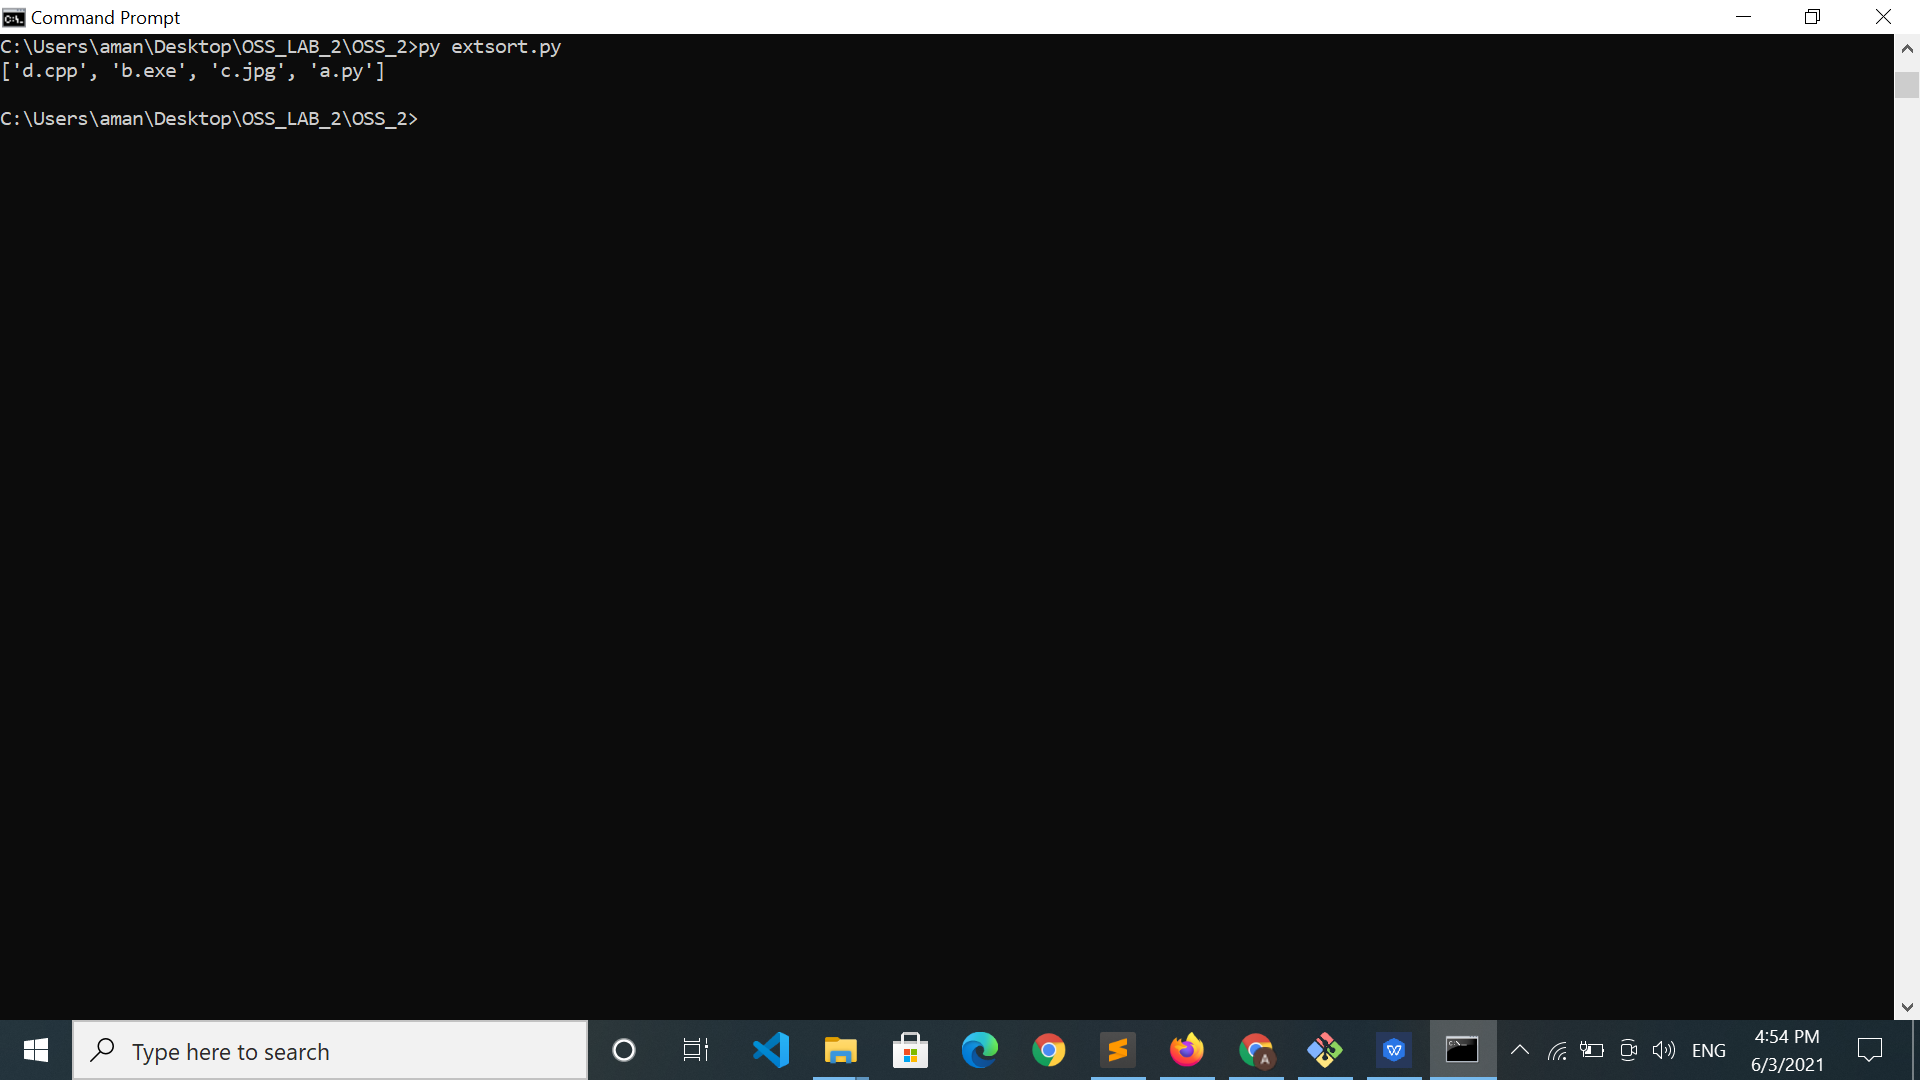 Command Prompt
C:\Users\aman\Desktop\OSS_LAB_2\OSS_2>py extsort.py
['d.cpp', 'b.exe', 'c.jpg', 'a.py']
C:\Users\aman\Desktop\OSS_LAB_2\OSS_2>
Type here to search
A
ENG
4:54 PM
6/3/2021